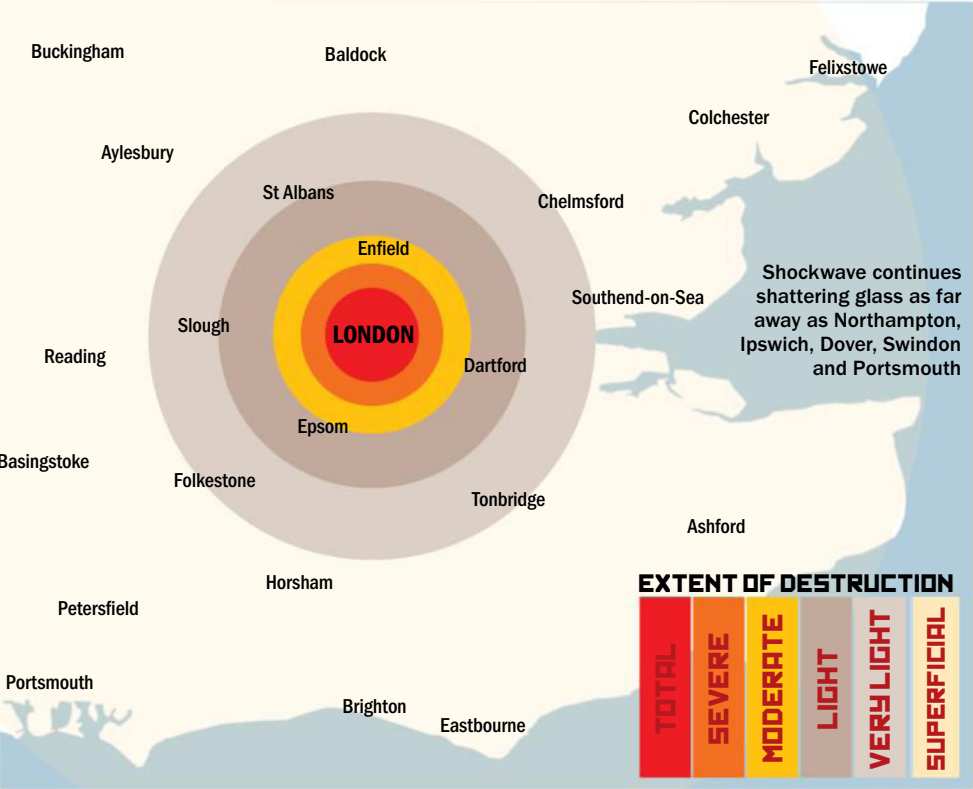 Buckingham
Baldock
Felixstowe
Colchester
Aylesbury
St Albans
Chelmsford
Enfield
Shockwave continues
shattering glass as far
away as Northampton,
Ipswich, Dover, Swindon
and Portsmouth
Southend-on-Sea
Slough
LONDON
Reading
Dartford
Epsom
Basingstoke
Folkestone
Tonbridge
Ashford
Horsham
Petersfield
Portsmouth
Brighton
Eastbourne
EXTENT OF DESTRUCTION
TOTAL
SEVERE
MODERATE
LIGHT
VERY LIGHT
SUPERFICIAL